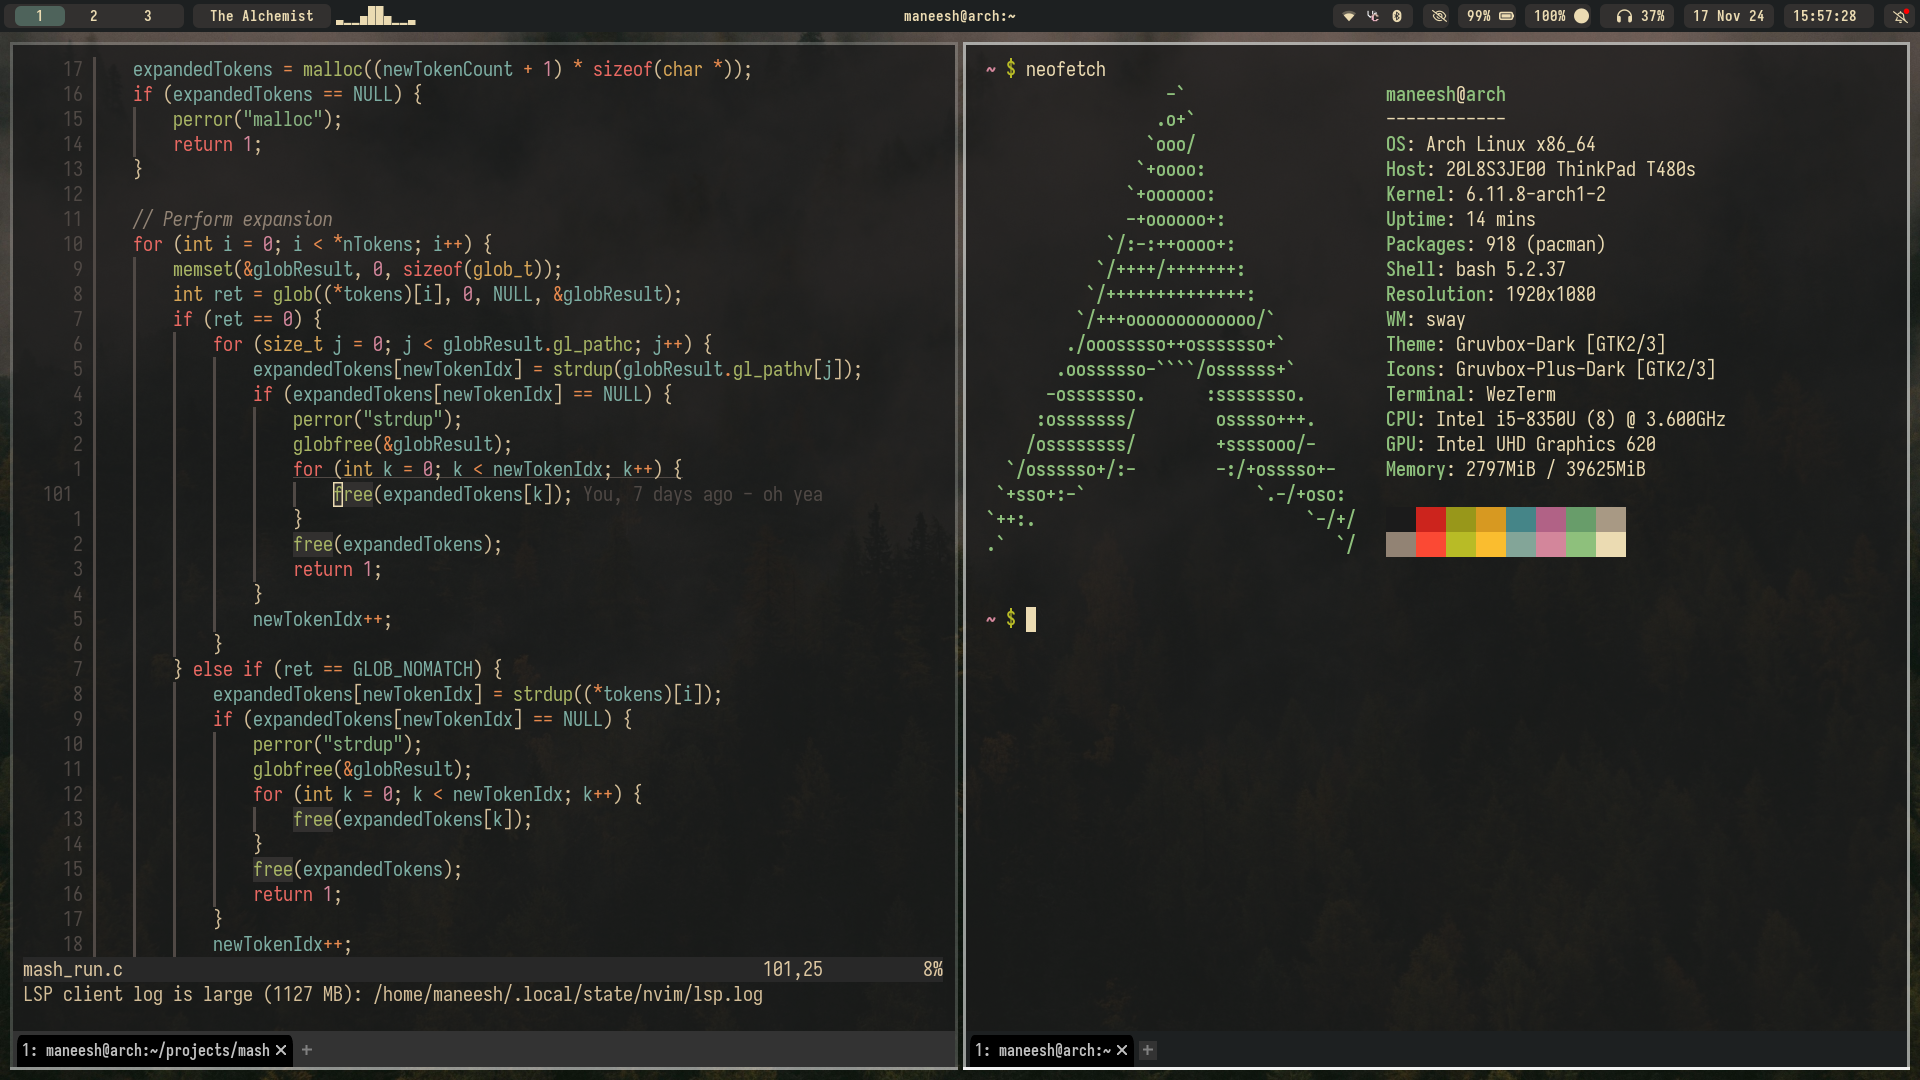 1 2 3 The Alchemist maneesh@arch:~ 99% 100% 37% 17 Nov 24 15:57:28
17 expandedTokens = malloc((newTokenCount + 1) * sizeof(char *));
16 if (expandedTokens == NULL) {
15 perror("malloc");
14 return 1;
13 }
12
11 // Perform expansion
10 for (int i = 0; i < *nTokens; i++) {
9 memset(&globResult, 0, sizeof(glob_t));
8 int ret = glob((*tokens)[i], 0, NULL, &globResult);
7 if (ret == 0) {
6 for (size_t j = 0; j < globResult.gl_pathc; j++) {
5 expandedTokens[newTokenIdx] = strdup(globResult.gl_pathv[j]);
4 if (expandedTokens[newTokenIdx] == NULL) {
3 perror("strdup");
2 globfree(&globResult);
1 for (int k = 0; k < newTokenIdx; k++) {
101 free(expandedTokens[k]); You, 7 days ago - oh yea
1 }
2 free(expandedTokens);
3 return 1;
4 }
5 newTokenIdx++;
6 }
7 } else if (ret == GLOB_NOMATCH) {
8 expandedTokens[newTokenIdx] = strdup((*tokens)[i]);
9 if (expandedTokens[newTokenIdx] == NULL) {
10 perror("strdup");
11 globfree(&globResult);
12 for (int k = 0; k < newTokenIdx; k++) {
13 free(expandedTokens[k]);
14 }
15 free(expandedTokens);
16 return 1;
17 }
18 newTokenIdx++;
mash_run.c 101,25 8%
LSP client log is large (1127 MB): /home/maneesh/.local/state/nvim/lsp.log
1: maneesh@arch:~/projects/mash × +
~ $ neofetch
-`
.o+`
`ooo/
`+oooo:
`+oooooo:
-+oooooo+:
`/:-:++oooo+:
`/++++/+++++++:
`/++++++++++++++:
`/+++ooooooooooooo/`
./ooosssso++osssssso+`
.oossssso-````/ossssss+`
-osssssso. :ssssssso.
:osssssss/ osssso+++.
/ossssssss/ +ssssooo/-
`/ossssso+/:- -:/+osssso+-
`+sso+:-` `.-/+oso:
`++:. `-/+/
.` `/
maneesh@arch
------------
OS: Arch Linux x86_64
Host: 20L8S3JE00 ThinkPad T480s
Kernel: 6.11.8-arch1-2
Uptime: 14 mins
Packages: 918 (pacman)
Shell: bash 5.2.37
Resolution: 1920x1080
WM: sway
Theme: Gruvbox-Dark [GTK2/3]
Icons: Gruvbox-Plus-Dark [GTK2/3]
Terminal: WezTerm
CPU: Intel i5-8350U (8) @ 3.600GHz
GPU: Intel UHD Graphics 620
Memory: 2797MiB / 39625MiB
~ $
1: maneesh@arch:~ × +